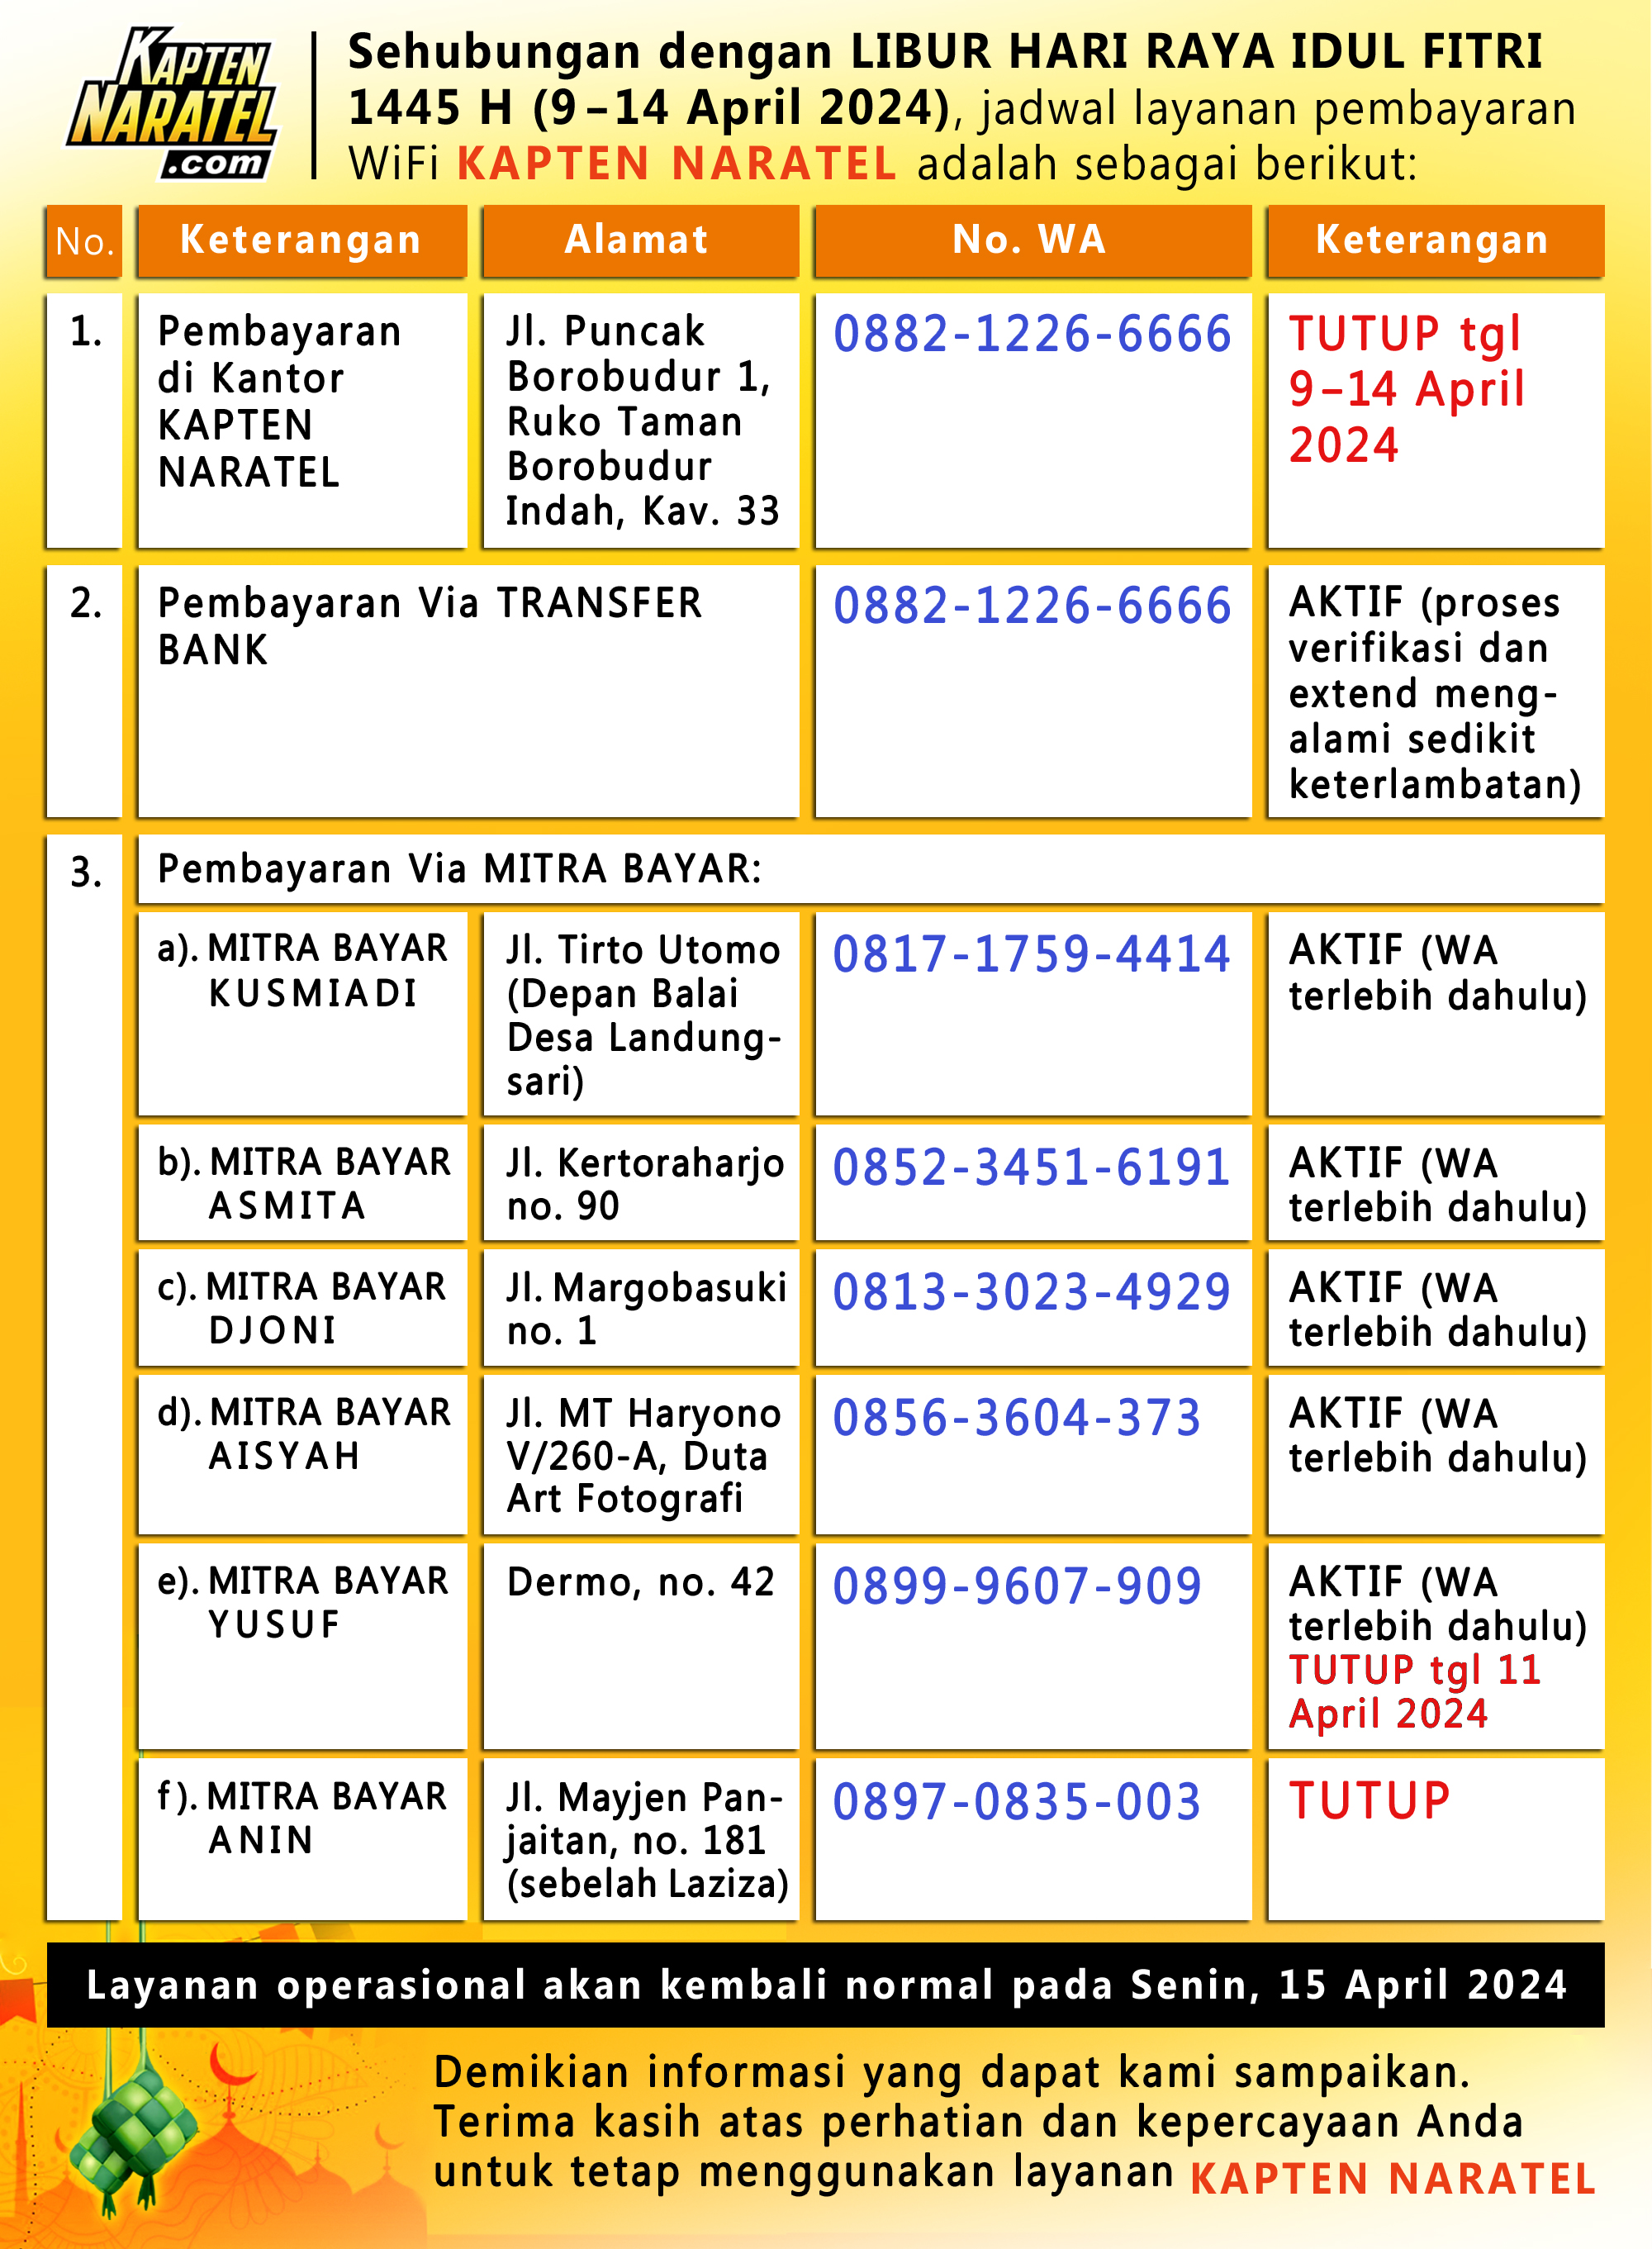 KAPTEN
NARATEL
.com
Sehubungan dengan LIBUR HARI RAYA IDUL FITRI
1445 H (9–14 April 2024), jadwal layanan pembayaran
WiFi KAPTEN NARATEL adalah sebagai berikut:
No.
Keterangan
Alamat
No. WA
Keterangan
1.
Pembayaran
di Kantor
KAPTEN
NARATEL
Jl. Puncak
Borobudur 1,
Ruko Taman
Borobudur
Indah, Kav. 33
0882-1226-6666
TUTUP tgl
9–14 April
2024
2.
Pembayaran Via TRANSFER
BANK
0882-1226-6666
AKTIF (proses
verifikasi dan
extend meng-
alami sedikit
keterlambatan)
3.
Pembayaran Via MITRA BAYAR:
a). MITRA BAYAR
KUSMIADI
Jl. Tirto Utomo
(Depan Balai
Desa Landung-
sari)
0817-1759-4414
AKTIF (WA
terlebih dahulu)
b). MITRA BAYAR
ASMITA
Jl. Kertoraharjo
no. 90
0852-3451-6191
AKTIF (WA
terlebih dahulu)
c). MITRA BAYAR
DJONI
Jl. Margobasuki
no. 1
0813-3023-4929
AKTIF (WA
terlebih dahulu)
d). MITRA BAYAR
AISYAH
Jl. MT Haryono
V/260-A, Duta
Art Fotografi
0856-3604-373
AKTIF (WA
terlebih dahulu)
e). MITRA BAYAR
YUSUF
Dermo, no. 42
0899-9607-909
AKTIF (WA
terlebih dahulu)
TUTUP tgl 11
April 2024
f). MITRA BAYAR
ANIN
Jl. Mayjen Pan-
jaitan, no. 181
(sebelah Laziza)
0897-0835-003
TUTUP
Layanan operasional akan kembali normal pada Senin, 15 April 2024
Demikian informasi yang dapat kami sampaikan.
Terima kasih atas perhatian dan kepercayaan Anda
untuk tetap menggunakan layanan KAPTEN NARATEL